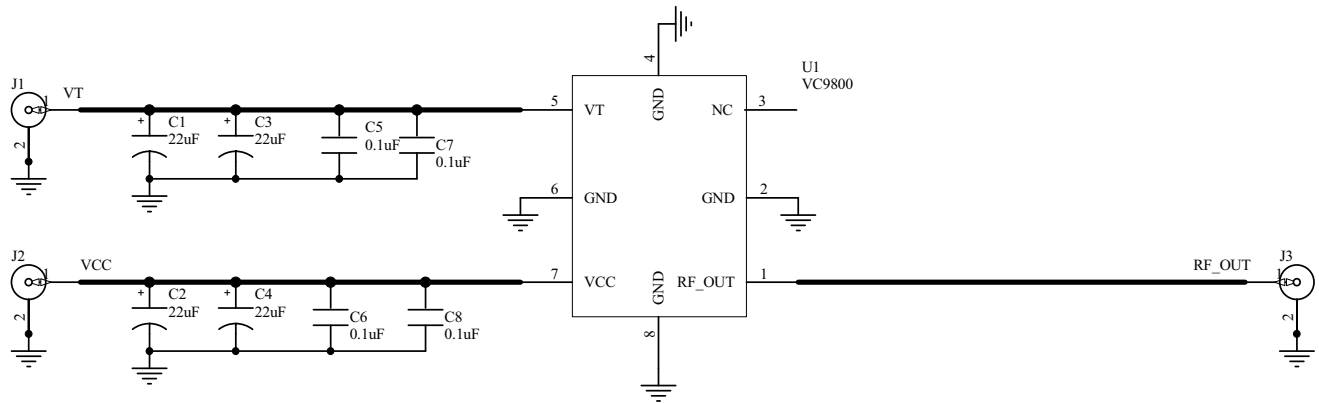 4
GND
U1
VC9800
J1
1
VT
2
+
C1
22uF
+
C3
22uF
C5
0.1uF
C7
0.1uF
5
VT
NC
3
6
GND
GND
2
J2
1
VCC
2
+
C2
22uF
+
C4
22uF
C6
0.1uF
C8
0.1uF
7
VCC
GND
8
RF_OUT
1
RF_OUT
J3
1
2